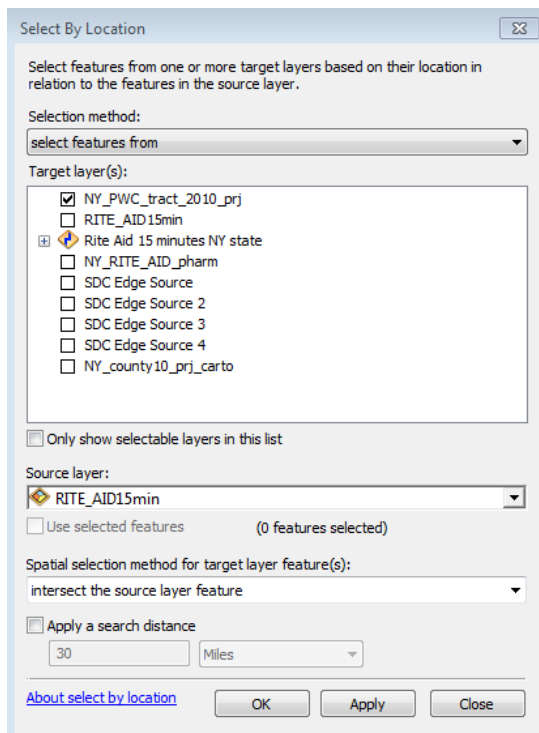 Select By Location
Select features from one or more target layers based on their location in
relation to the features in the source layer.
Selection method:
select features from
Target layer(s):
NY_PWC_tract_2010_prj
RITE_AID15min
Rite Aid 15 minutes NY state
NY_RITE_AID_pharm
SDC Edge Source
SDC Edge Source 2
SDC Edge Source 3
SDC Edge Source 4
NY_county10_prj_carto
Only show selectable layers in this list
Source layer:
RITE_AID15min
Use selected features (0 features selected)
Spatial selection method for target layer feature(s):
intersect the source layer feature
Apply a search distance
30 Miles
About select by location OK Apply Close